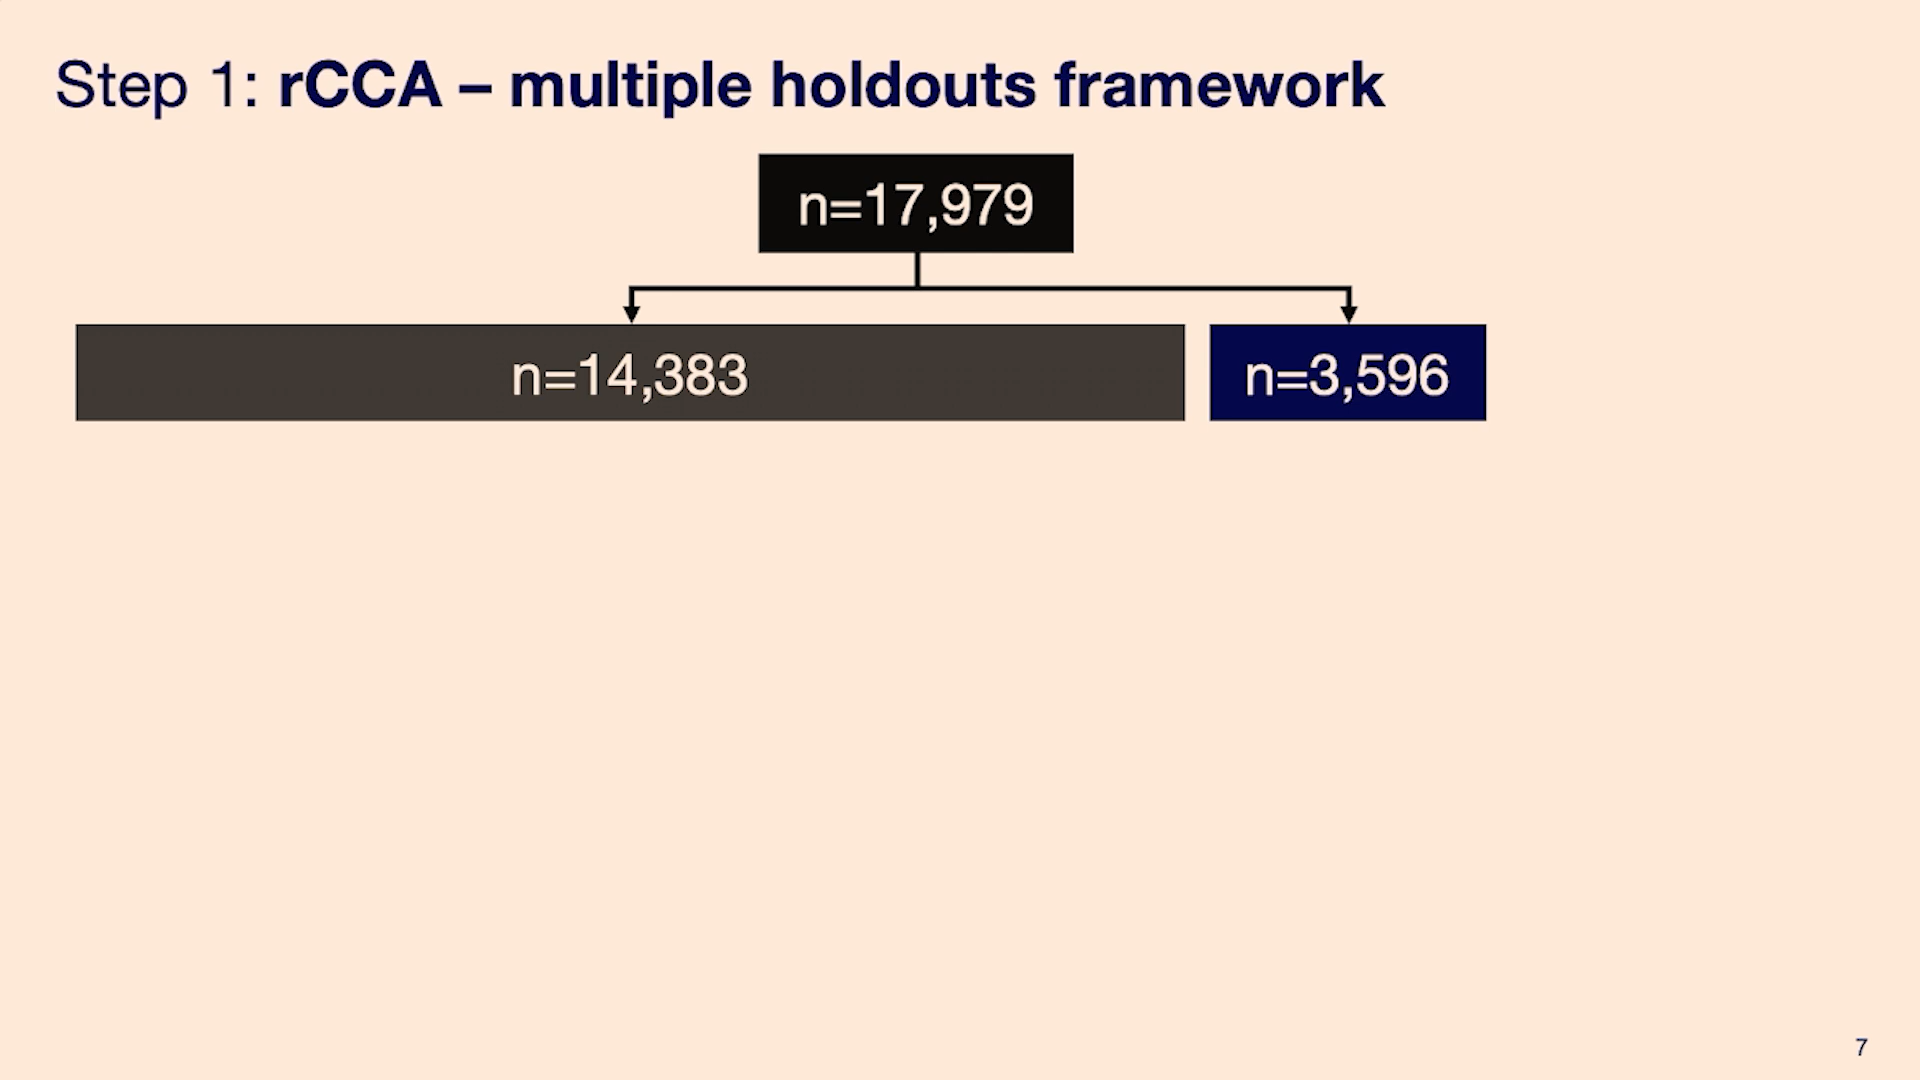 Step 1: rCCA – multiple holdouts framework
n=17,979
n=14,383
n=3,596
7